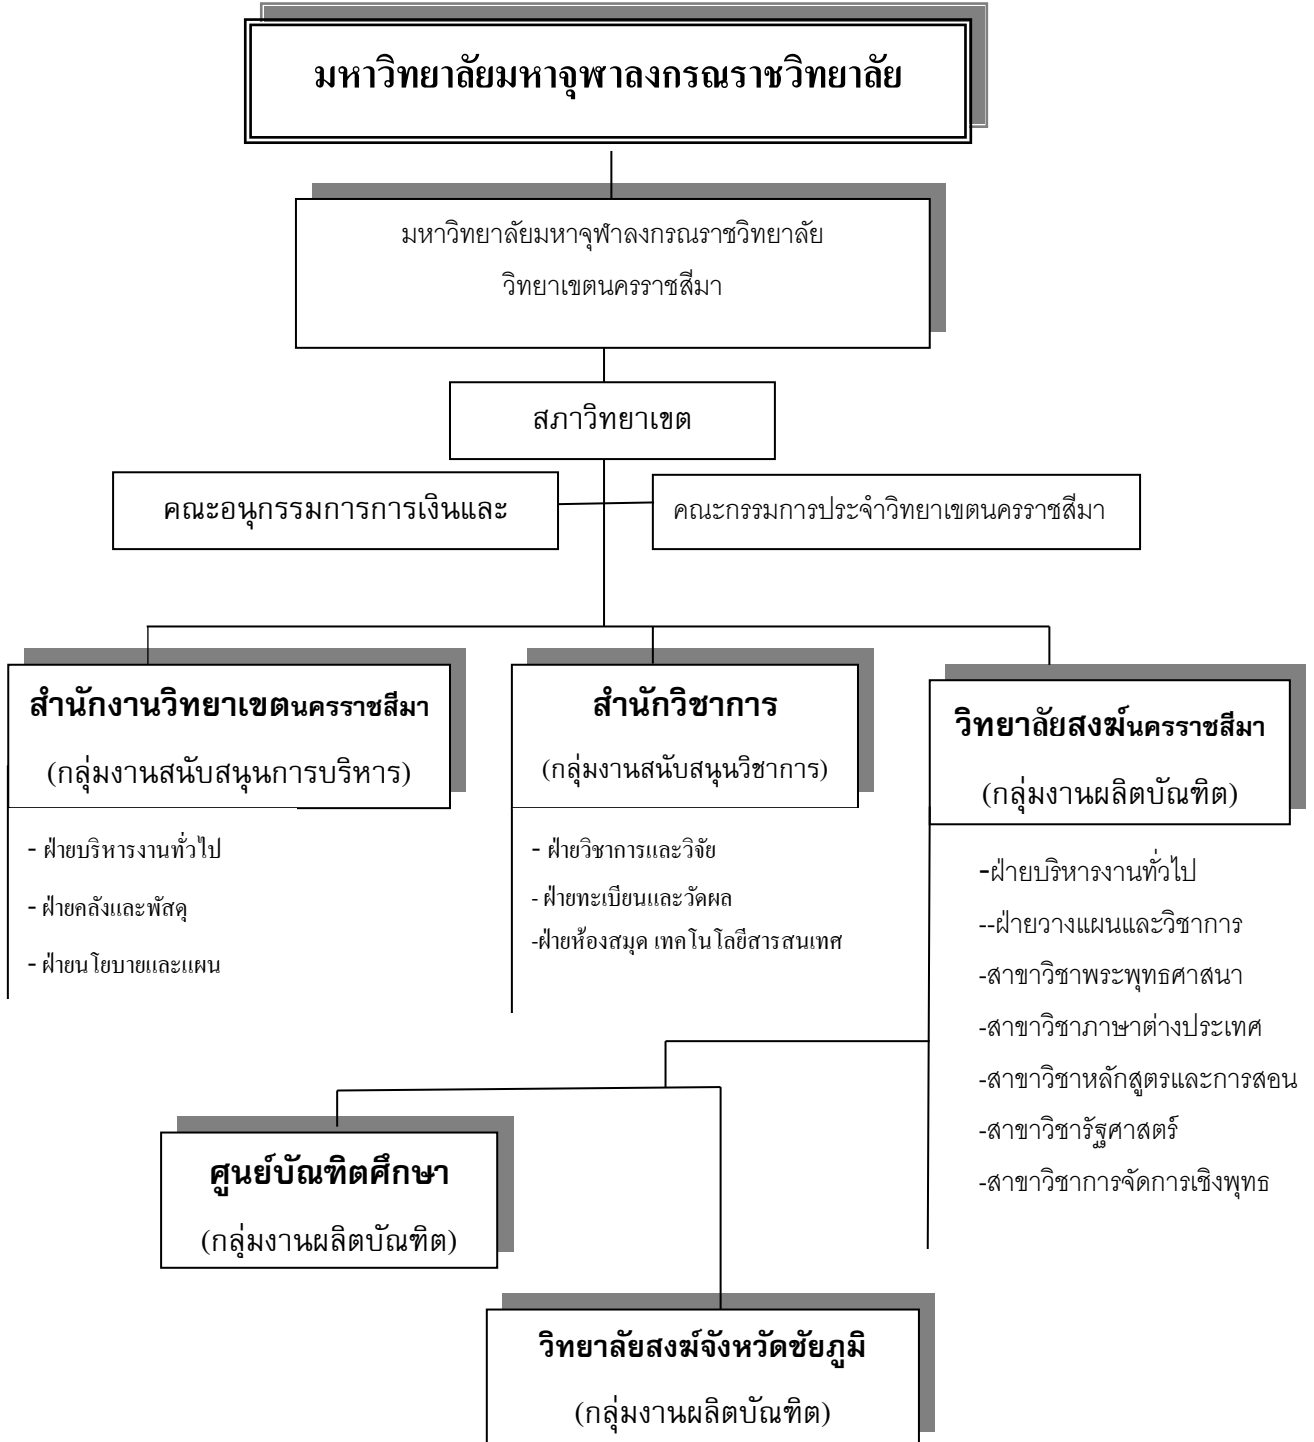 มหาวิทยาลัยมหาจุฬาลงกรณราชวิทยาลัย
มหาวิทยาลัยมหาจุฬาลงกรณราชวิทยาลัย
วิทยาเขตนครราชสีมา
สภาวิทยาเขต
คณะอนุกรรมการการเงินและ
คณะกรรมการประจำวิทยาเขตนครราชสีมา
สำนักงานวิทยาเขตนครราชสีมา
(กลุ่มงานสนับสนุนการบริหาร)
- ฝ่ายบริหารงานทั่วไป
- ฝ่ายคลังและพัสดุ
- ฝ่ายนโยบายและแผน
สำนักวิชาการ
(กลุ่มงานสนับสนุนวิชาการ)
- ฝ่ายวิชาการและวิจัย
- ฝ่ายทะเบียนและวัดผล
-ฝ่ายห้องสมุด เทคโนโลยีสารสนเทศ
วิทยาลัยสงฆ์นครราชสีมา
(กลุ่มงานผลิตบัณฑิต)
-ฝ่ายบริหารงานทั่วไป
--ฝ่ายวางแผนและวิชาการ
-สาขาวิชาพระพุทธศาสนา
-สาขาวิชาภาษาต่างประเทศ
-สาขาวิชาหลักสูตรและการสอน
-สาขาวิชารัฐศาสตร์
-สาขาวิชาการจัดการเชิงพุทธ
ศูนย์บัณฑิตศึกษา
(กลุ่มงานผลิตบัณฑิต)
วิทยาลัยสงฆ์จังหวัดชัยภูมิ
(กลุ่มงานผลิตบัณฑิต)